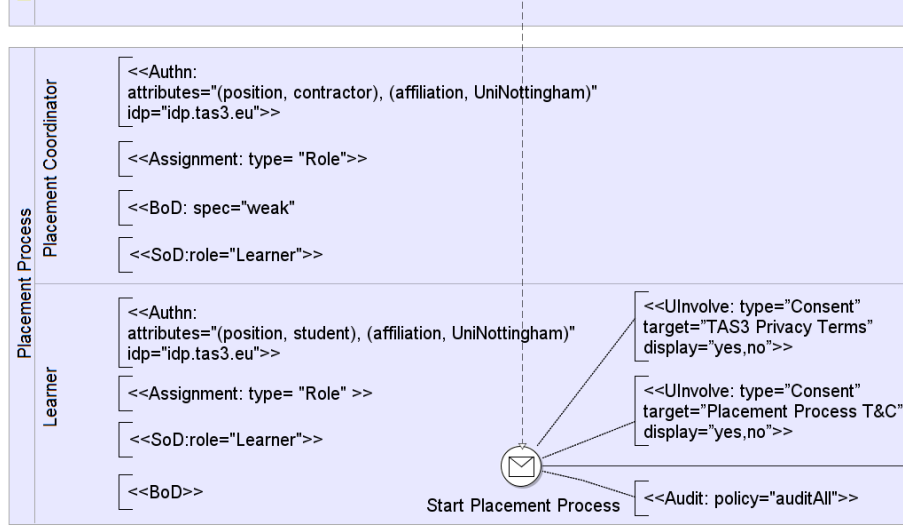 Placement Process
Placement Coordinator
<<Authn:
attributes="(position, contractor), (affiliation, UniNottingham)"
idp="idp.tas3.eu">>
<<Assignment: type= "Role">>
<<BoD: spec="weak"
<<SoD:role="Learner">>
Learner
<<Authn:
attributes="(position, student), (affiliation, UniNottingham)"
idp="idp.tas3.eu">>
<<Assignment: type= "Role" >>
<<SoD:role="Learner">>
<<BoD>>
<<UInvolve: type=”Consent”
target=”TAS3 Privacy Terms”
display=”yes,no”>>
<<UInvolve: type=”Consent”
target=”Placement Process T&C”
display=”yes,no”>>
Start Placement Process
<<Audit: policy="auditAll">>